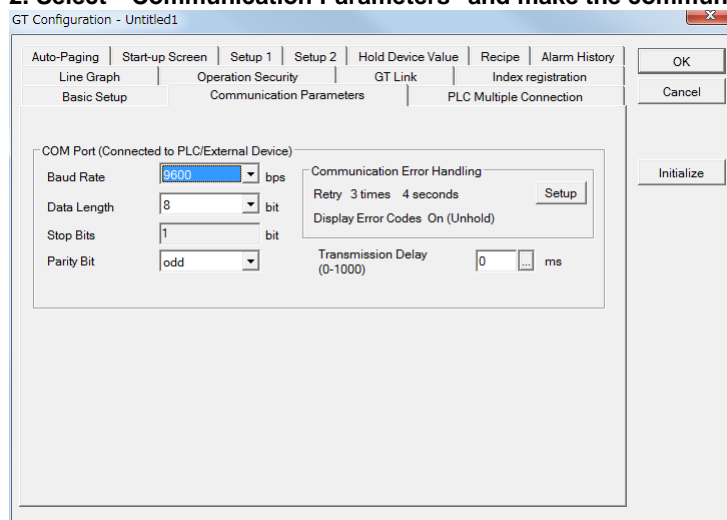 2. Select "Communication Parameters" and make the commun
GT Configuration - Untitled1
Auto-Paging Start-up Screen Setup 1 Setup 2 Hold Device Value Recipe Alarm History
Line Graph Operation Security GT Link Index registration
Basic Setup Communication Parameters PLC Multiple Connection
OK
Cancel
Initialize
COM Port (Connected to PLC/External Device)
Baud Rate 9600 bps
Data Length 8 bit
Stop Bits 1 bit
Parity Bit odd
Communication Error Handling
Retry 3 times 4 seconds Setup
Display Error Codes On (Unhold)
Transmission Delay
(0-1000) 0 ... ms